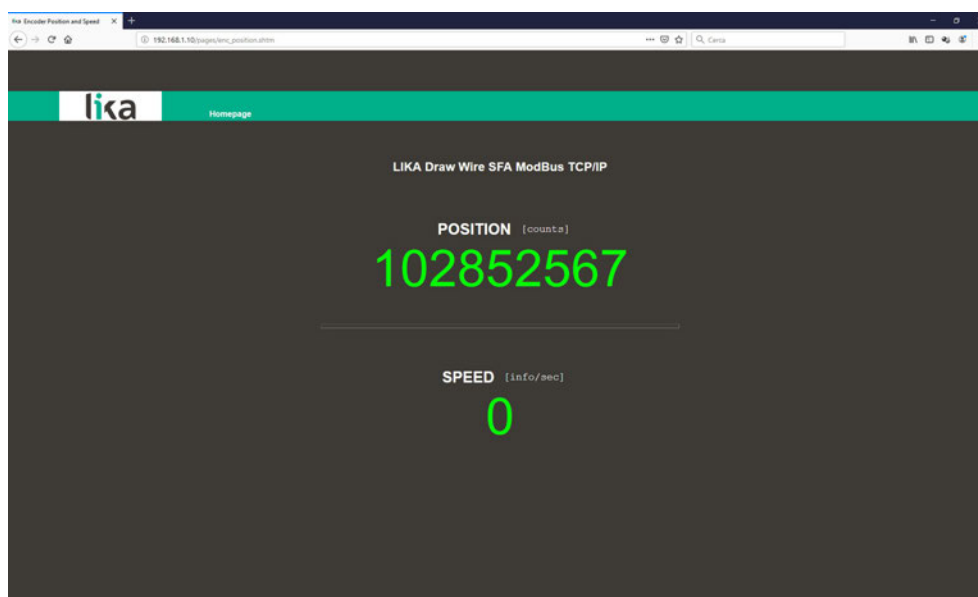 lika Encoder Position and Speed
192.168.1.10/pages/enc_position.shtm
Cerca
lika
Homepage
LIKA Draw Wire SFA ModBus TCP/IP
POSITION [counts]
102852567
SPEED [info/sec]
0